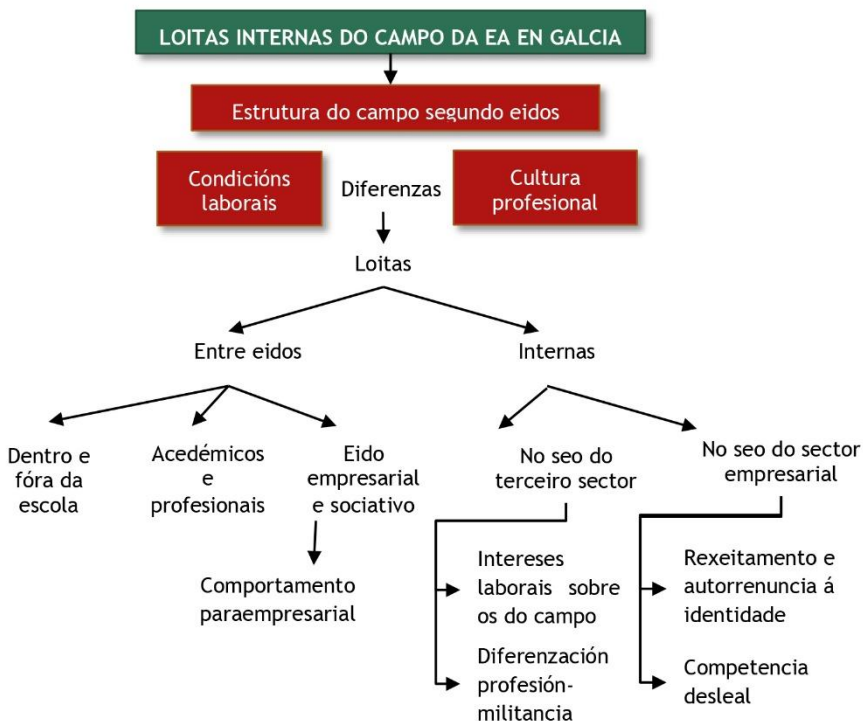 LOITAS INTERNAS DO CAMPO DA EA EN GALCIA
Estrutura do campo segundo eidos
Condicións
laborais
Diferenzas
Cultura
profesional
Loitas
Entre eidos
Internas
Dentro e
fóra da
escola
Acedémicos
e
profesionais
Eido
empresarial
e sociativo
No seo do
terceiro sector
No seo do sector
empresarial
Comportamento
paraempresarial
Intereses
laborais sobre
os do campo
Diferenzación
profesión-
militancia
Rexeitamento e
autorrenuncia á
identidade
Competencia
desleal